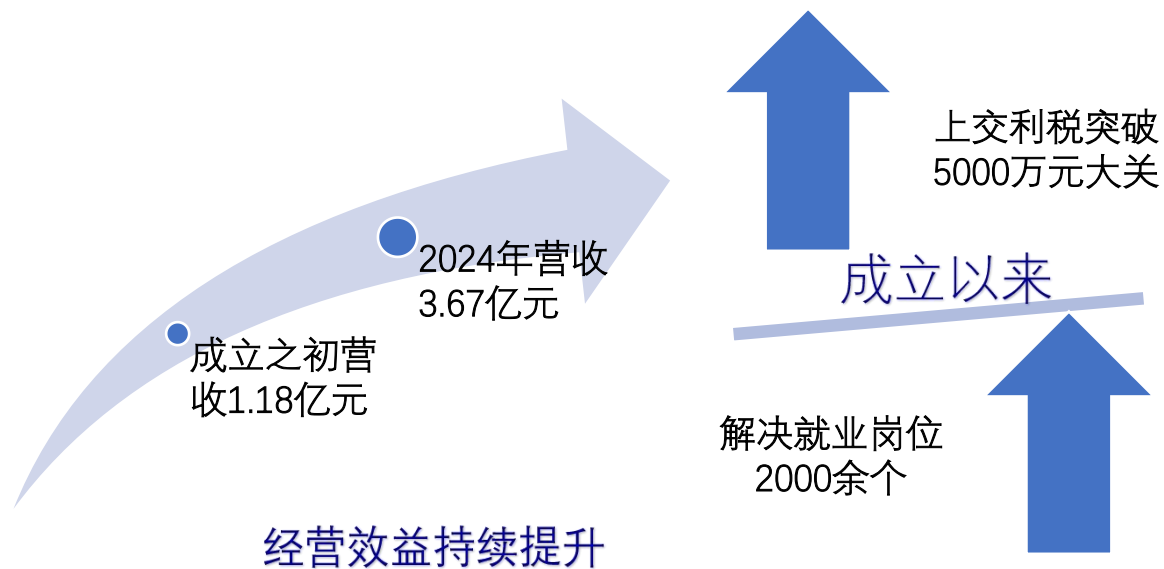 2024年营收
3.67亿元
成立之初营
收1.18亿元
经营效益持续提升
上交利税突破
5000万元大关
成立以来
解决就业岗位
2000余个